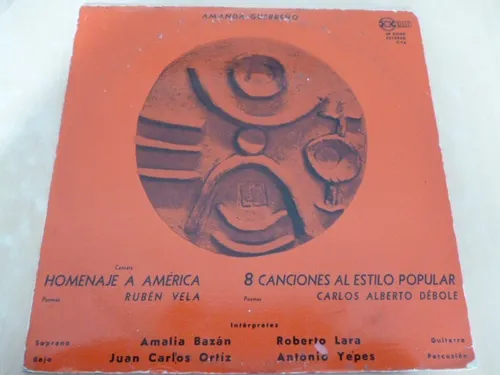 AMANDA GUERREÑO
Cantata
HOMENAJE A AMÉRICA
Poemas RUBÉN VELA
8 CANCIONES AL ESTILO POPULAR
Poemas CARLOS ALBERTO DÉBOLE
Intérpretes
Soprano Amalia Bazán Roberto Lara Guitarra
Bajo Juan Carlos Ortiz Antonio Yepes Percusión